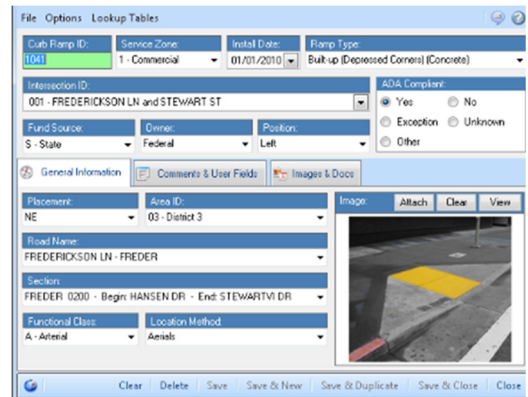 File Options Lookup Tables
Curb Ramp ID: Service Zone: Install Date: Ramp Type:
1041 1 - Commercial 01/01/2010 Built-up (Depressed Corners) (Concrete)
Intersection ID: ADA Compliant:
001 - FREDERICKSON LN and STEWART ST Yes No
Exception Unknown
Fund Source: Owner: Position: Other
S - State Federal Left
General Information Comments & User Fields Images & Docs
Placement: Area ID: Image: Attach Clear View
NE 03 - District 3
Road Name:
FREDERICKSON LN - FREDER
Section:
FREDER 0200 - Begin: HANSEN DR - End: STEWARTVI DR
Functional Class: Location Method:
A - Arterial Aerials
Clear Delete Save Save & New Save & Duplicate Save & Close Close